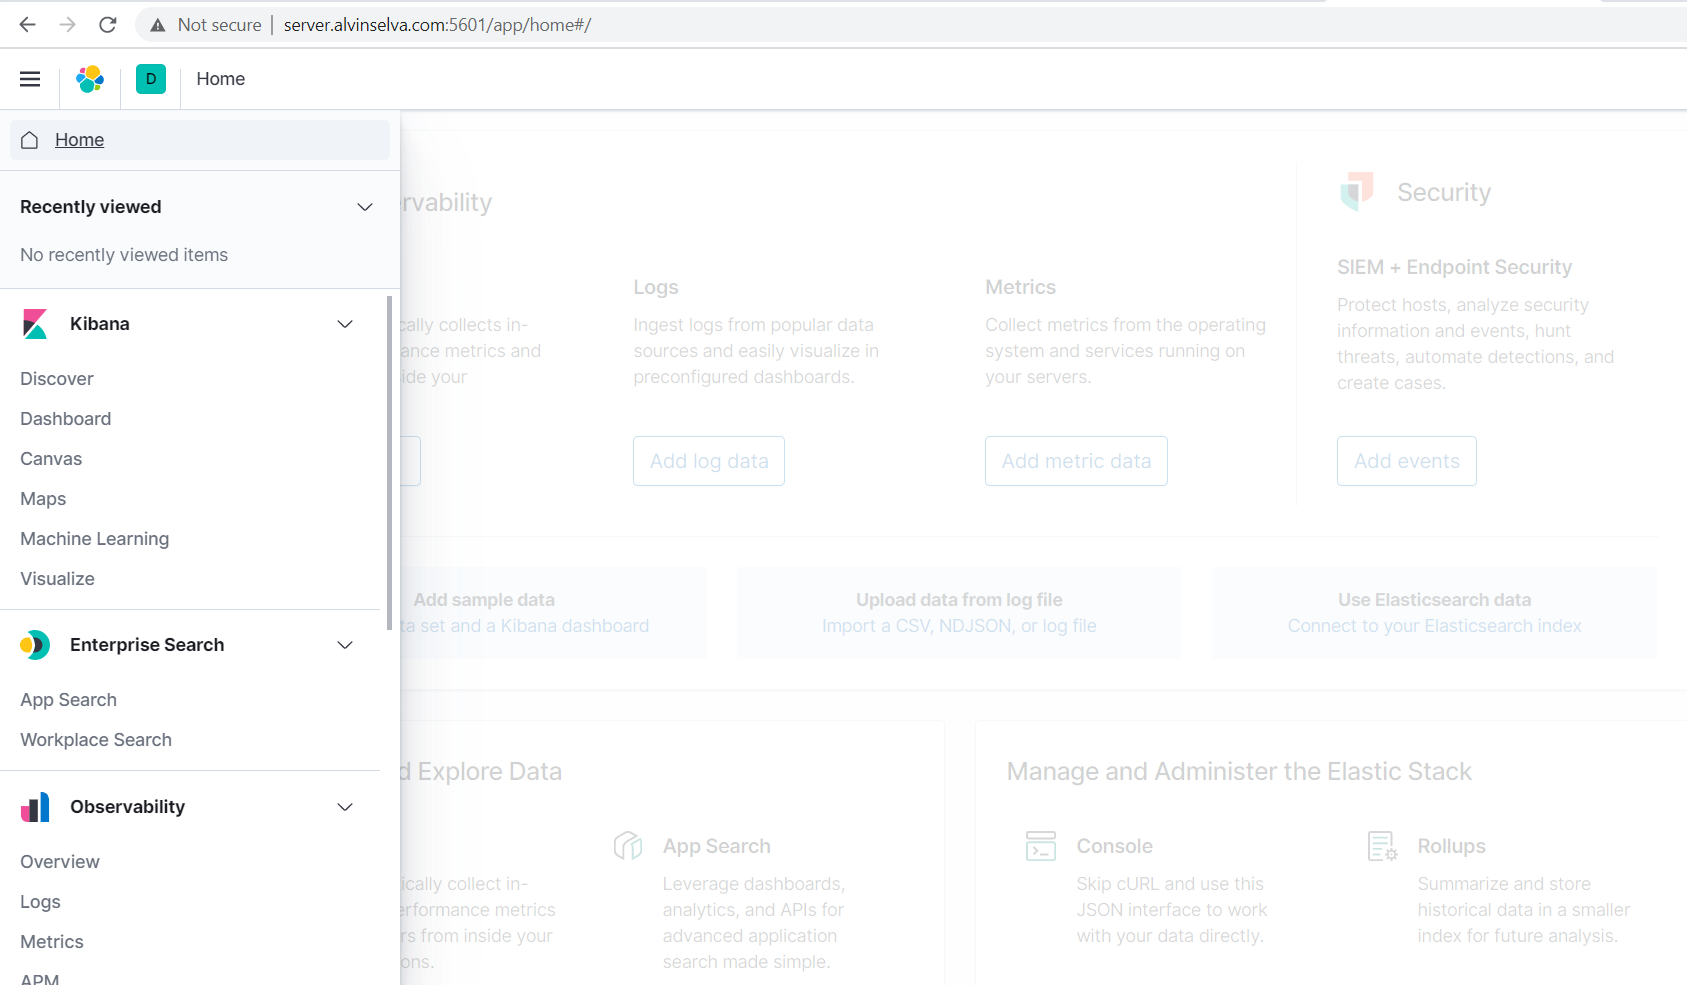 Not secure | server.alvinselva.com:5601/app/home#/
D Home
Home
Recently viewed
No recently viewed items
Kibana
Discover
Dashboard
Canvas
Maps
Machine Learning
Visualize
Enterprise Search
App Search
Workplace Search
Observability
Overview
Logs
Metrics
APM
rvability
cally collects in-
ance metrics and
ide your
Logs
Ingest logs from popular data
sources and easily visualize in
preconfigured dashboards.
Add log data
Metrics
Collect metrics from the operating
system and services running on
your servers.
Add metric data
Security
SIEM + Endpoint Security
Protect hosts, analyze security
information and events, hunt
threats, automate detections, and
create cases.
Add events
Add sample data
ta set and a Kibana dashboard
Upload data from log file
Import a CSV, NDJSON, or log file
Use Elasticsearch data
Connect to your Elasticsearch index
d Explore Data
ically collect in-
erformance metrics
rs from inside your
ons.
App Search
Leverage dashboards,
analytics, and APIs for
advanced application
search made simple.
Manage and Administer the Elastic Stack
Console
Skip cURL and use this
JSON interface to work
with your data directly.
Rollups
Summarize and store
historical data in a smaller
index for future analysis.